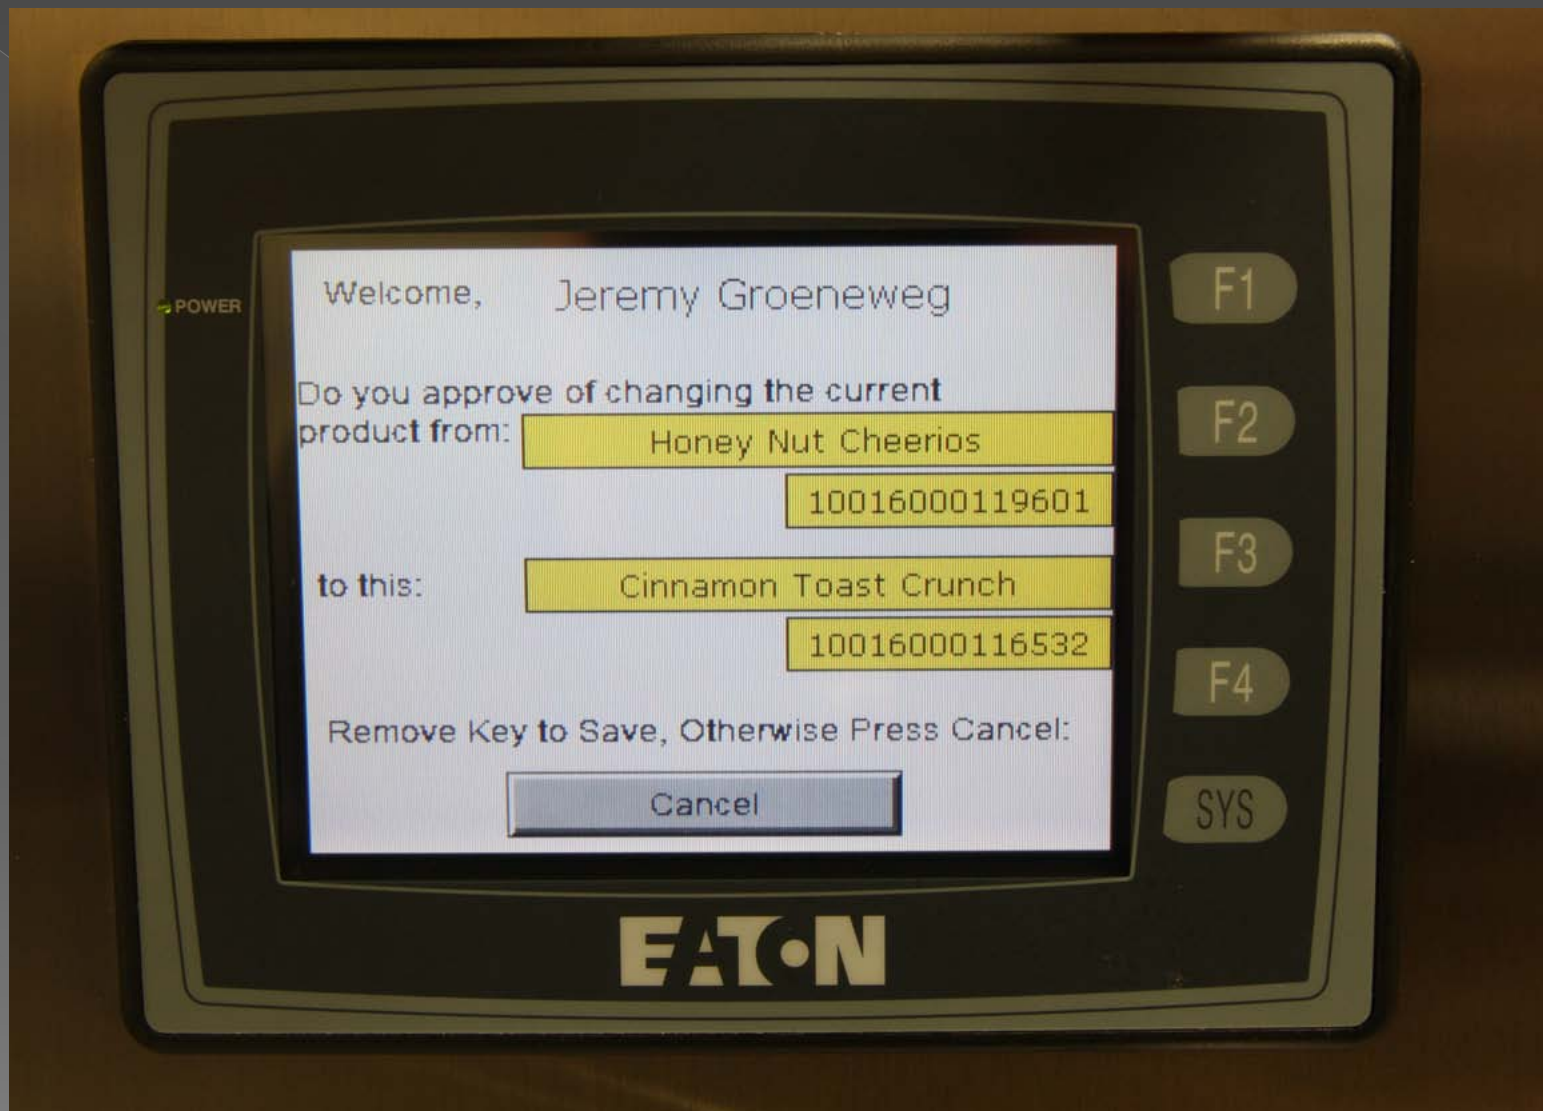 Welcome, Jeremy Groeneweg
Do you approve of changing the current
product from: Honey Nut Cheerios
10016000119601
to this: Cinnamon Toast Crunch
10016000116532
Remove Key to Save, Otherwise Press Cancel:
Cancel
POWER
F1
F2
F3
F4
SYS
EATON